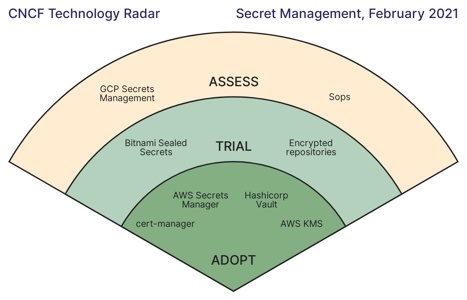 CNCF Technology Radar
Secret Management, February 2021
ASSESS
GCP Secrets
Management
Sops
TRIAL
Bitnami Sealed
Secrets
Encrypted
repositories
AWS Secrets
Manager
Hashicorp
Vault
cert-manager
AWS KMS
ADOPT